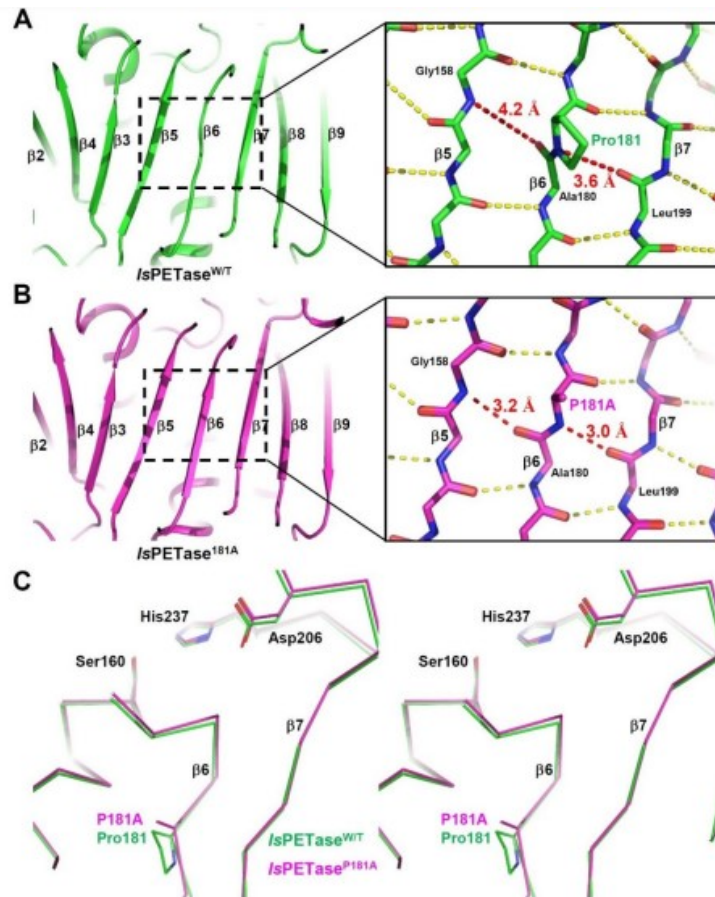 A
β2
β4
β3
β5
β6
β7
β8
β9
IsPETaseW/T
Gly158
4.2 Å
Pro181
β5
β6
3.6 Å
β7
Ala180
Leu199
B
β2
β4
β3
β5
β6
β7
β8
β9
IsPETase181A
Gly158
3.2 Å
P181A
β5
3.0 Å
β7
β6
Ala180
Leu199
C
His237
Asp206
Ser160
β7
β6
P181A
Pro181
IsPETaseW/T
IsPETaseP181A
His237
Asp206
Ser160
β7
β6
P181A
Pro181